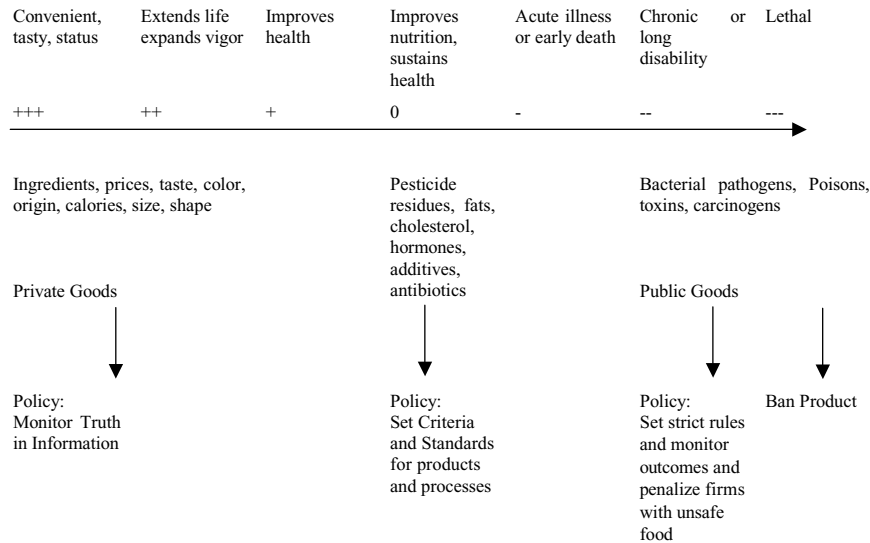 Convenient,
tasty, status
Extends life
expands vigor
Improves
health
Improves
nutrition,
sustains
health
Acute illness
or early death
Chronic or
long
disability
Lethal
+++ ++ + 0 - -- ---
Ingredients, prices, taste, color,
origin, calories, size, shape
Pesticide
residues, fats,
cholesterol,
hormones,
additives,
antibiotics
Bacterial pathogens, Poisons,
toxins, carcinogens
Private Goods
Public Goods
Policy:
Monitor Truth
in Information
Policy:
Set Criteria
and Standards
for products
and processes
Policy:
Set strict rules
and monitor
outcomes and
penalize firms
with unsafe
food
Ban Product